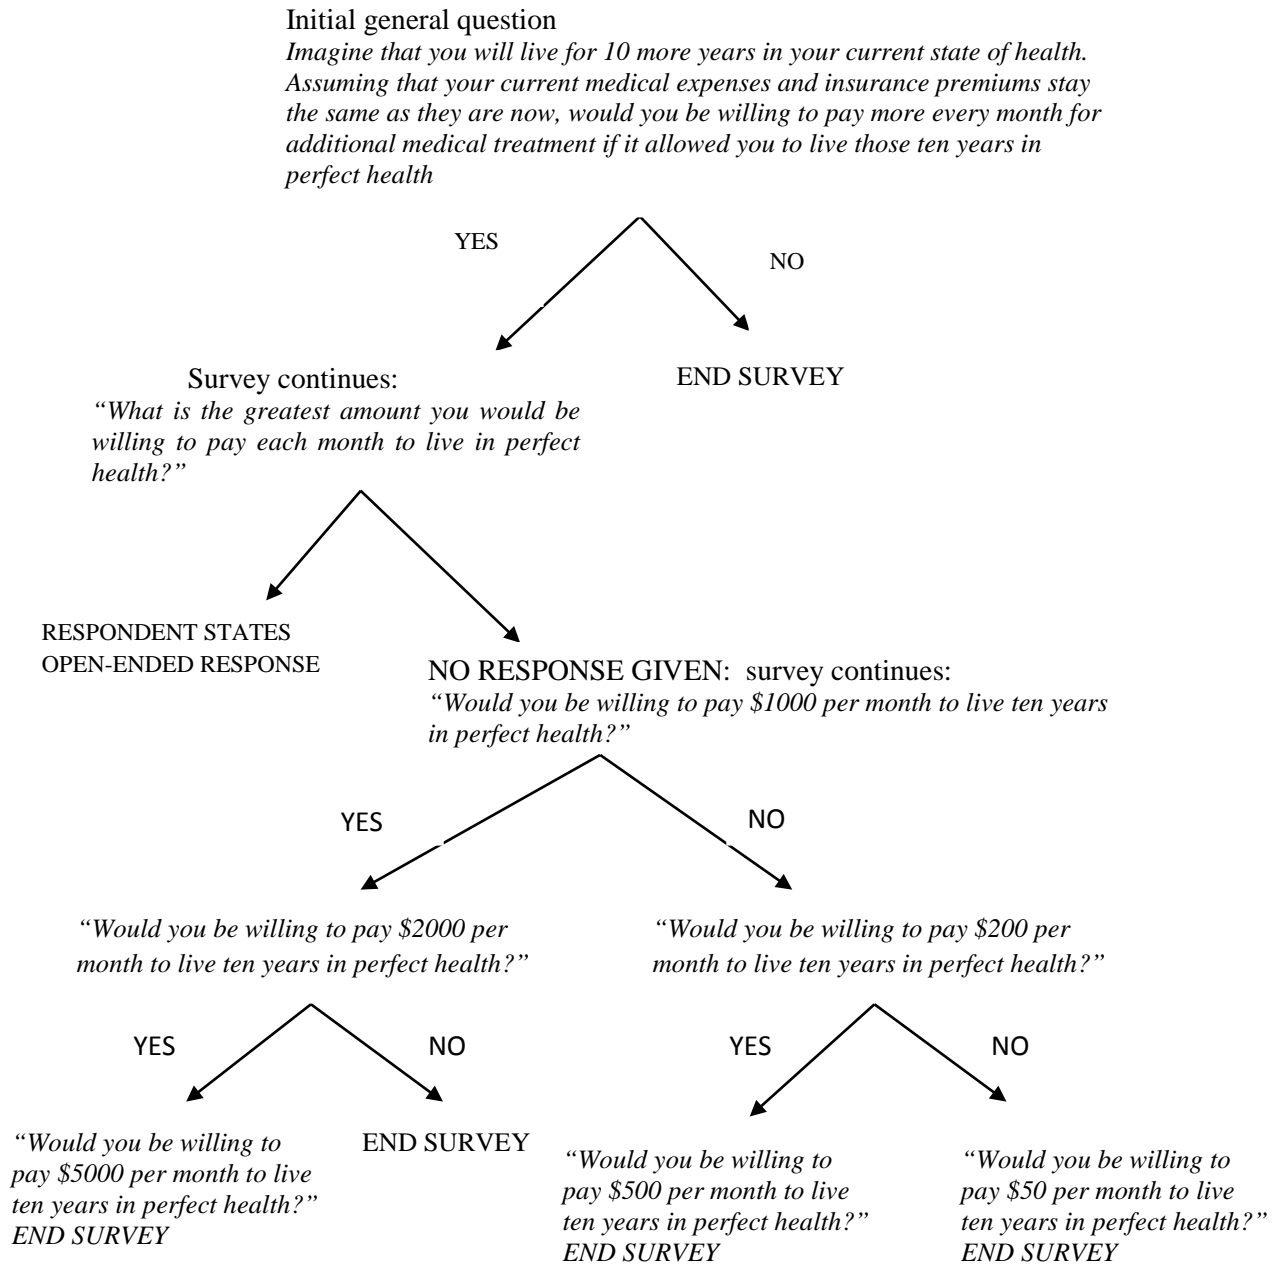 Initial general question
Imagine that you will live for 10 more years in your current state of health.
Assuming that your current medical expenses and insurance premiums stay
the same as they are now, would you be willing to pay more every month for
additional medical treatment if it allowed you to live those ten years in
perfect health
YES
NO
Survey continues:
“What is the greatest amount you would be
willing to pay each month to live in perfect
health?”
END SURVEY
RESPONDENT STATES
OPEN-ENDED RESPONSE
NO RESPONSE GIVEN: survey continues:
“Would you be willing to pay $1000 per month to live ten years
in perfect health?”
YES
NO
“Would you be willing to pay $2000 per
month to live ten years in perfect health?”
“Would you be willing to pay $200 per
month to live ten years in perfect health?”
YES
NO
YES
NO
“Would you be willing to
pay $5000 per month to live
ten years in perfect health?”
END SURVEY
END SURVEY
“Would you be willing to
pay $500 per month to live
ten years in perfect health?”
END SURVEY
“Would you be willing to
pay $50 per month to live
ten years in perfect health?”
END SURVEY